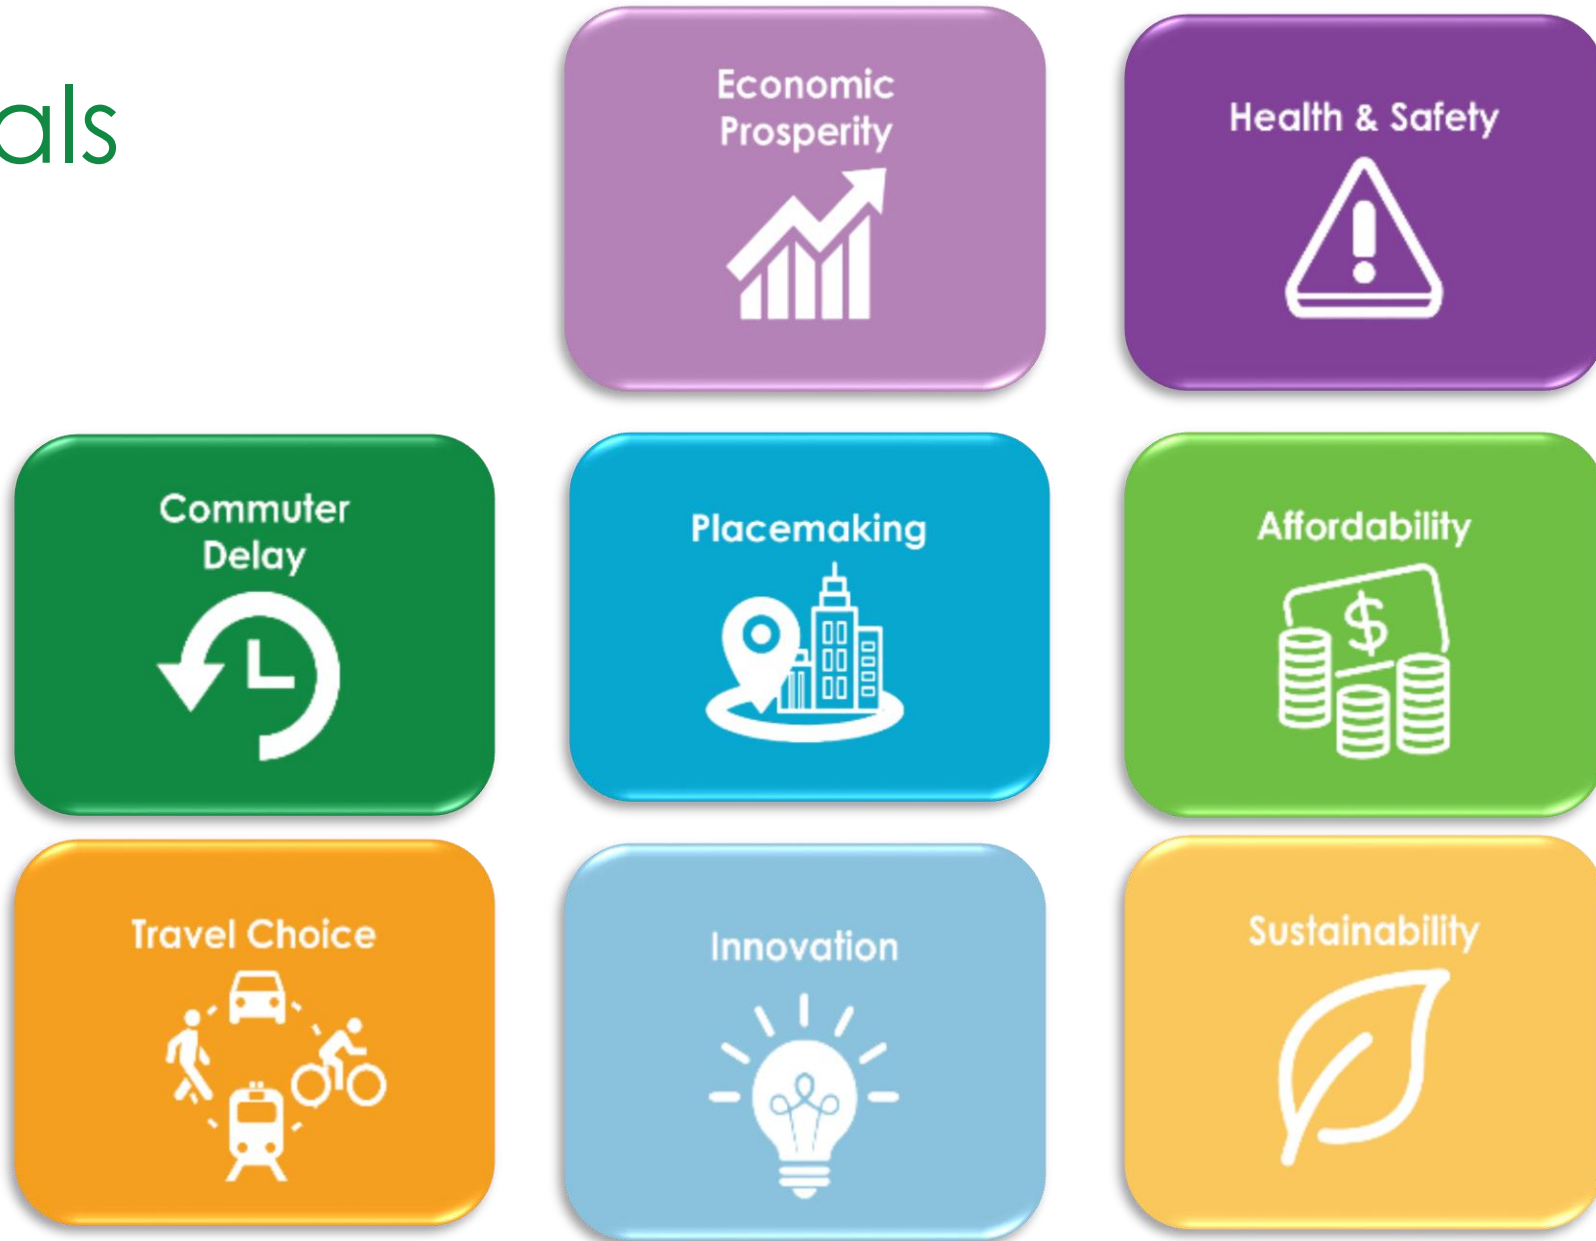 als
Economic
Prosperity
Health & Safety
Commuter
Delay
Placemaking
Affordability
$
Travel Choice
Innovation
Sustainability